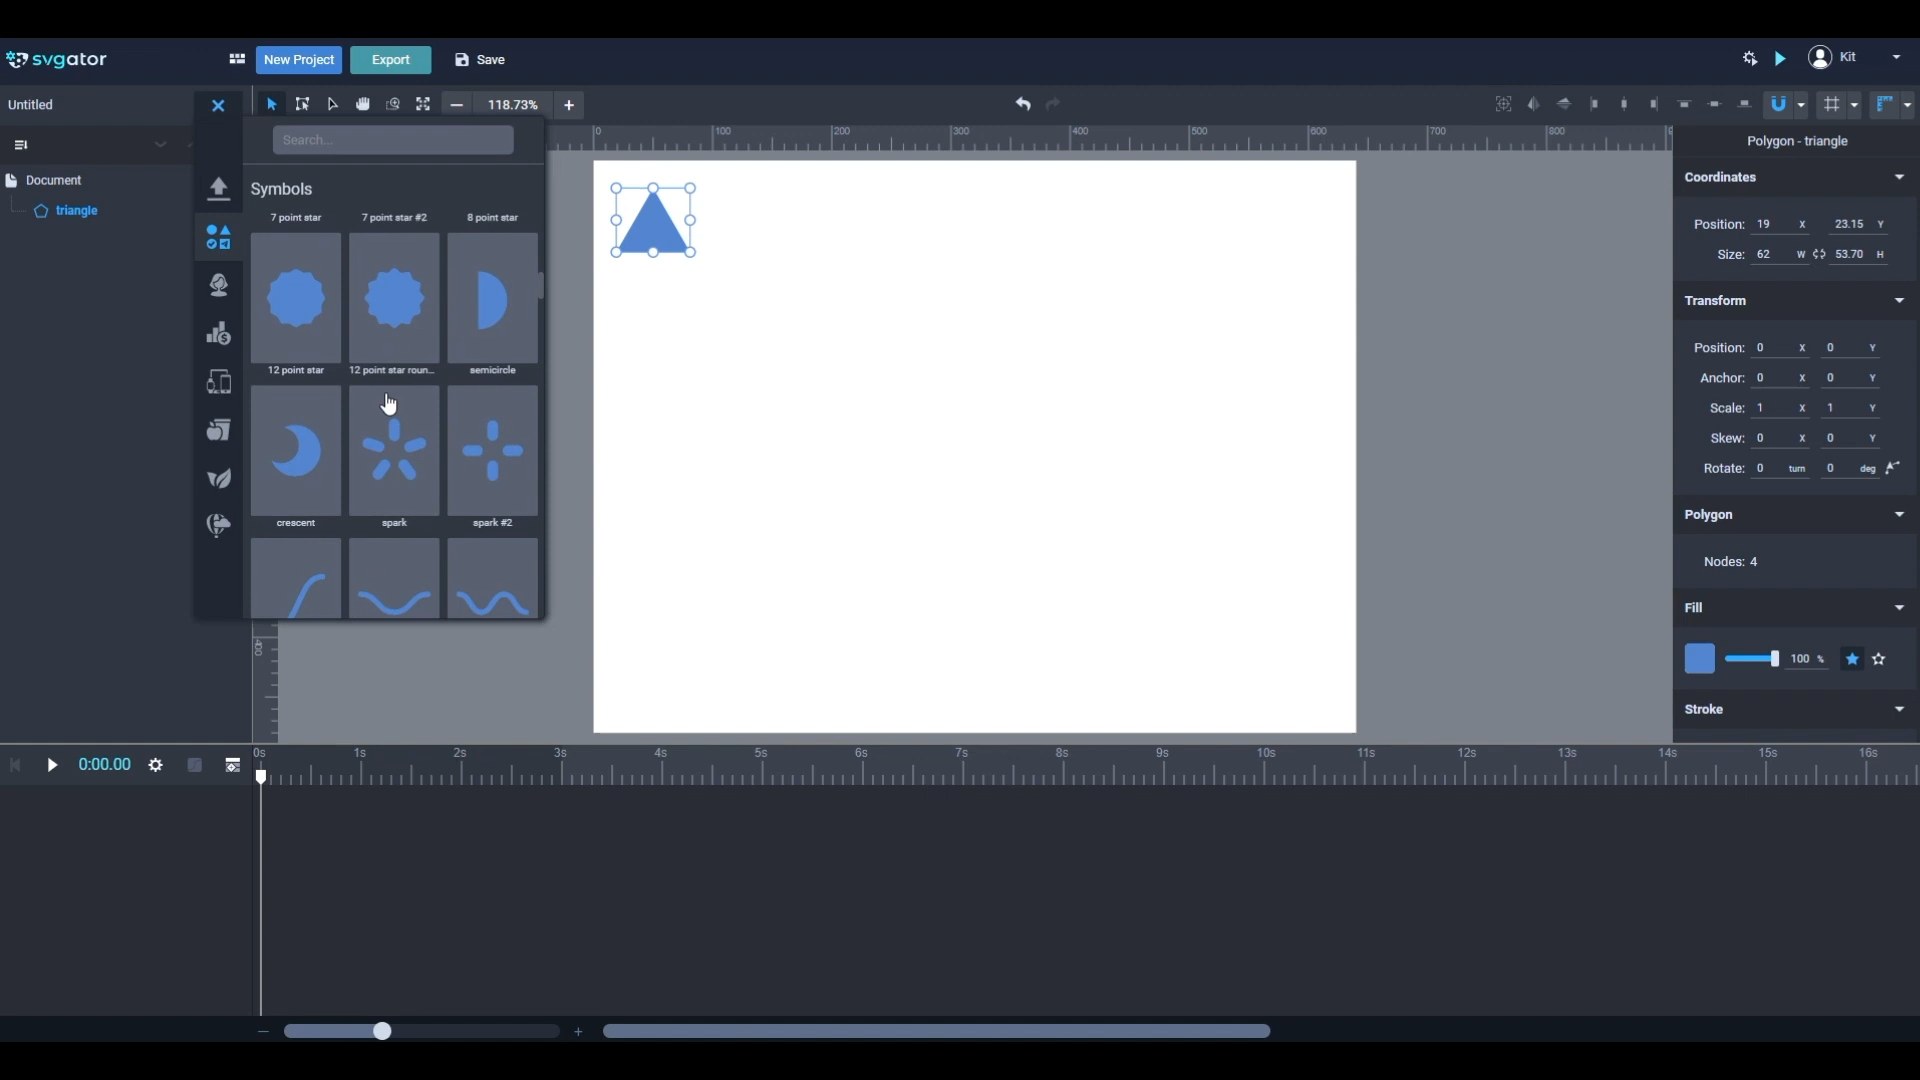 svgator
New Project
Export
Save
Kit
Untitled
118.73%
Search...
0 100 200 300 400 500 600 700 800
Polygon - triangle
Document
triangle
Symbols
7 point star
7 point star #2
8 point star
12 point star
12 point star roun...
semicircle
crescent
spark
spark #2
400
Coordinates
Position: 19 X 23.15 Y
Size: 62 W 53.70 H
Transform
Position: 0 X 0 Y
Anchor: 0 X 0 Y
Scale: 1 X 1 Y
Skew: 0 X 0 Y
Rotate: 0 turn 0 deg
Polygon
Nodes: 4
Fill
100 %
Stroke
0:00.00
0s 1s 2s 3s 4s 5s 6s 7s 8s 9s 10s 11s 12s 13s 14s 15s 16s